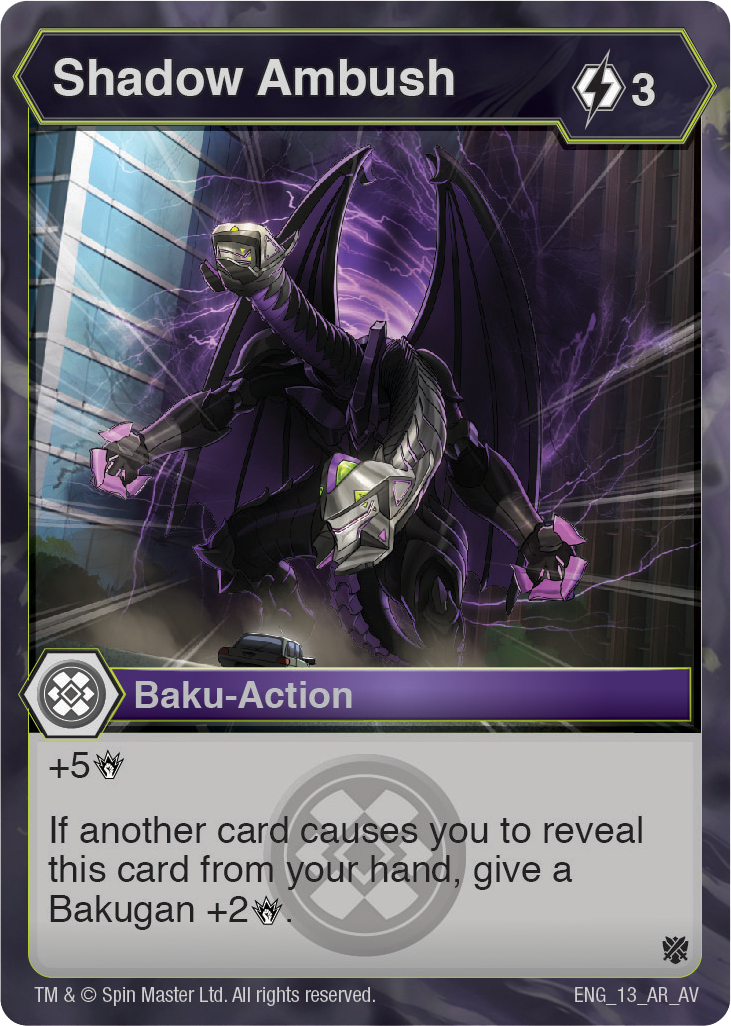 Shadow Ambush 3
Baku-Action
+5
If another card causes you to reveal
this card from your hand, give a
Bakugan +2.
TM & © Spin Master Ltd. All rights reserved. ENG_13_AR_AV